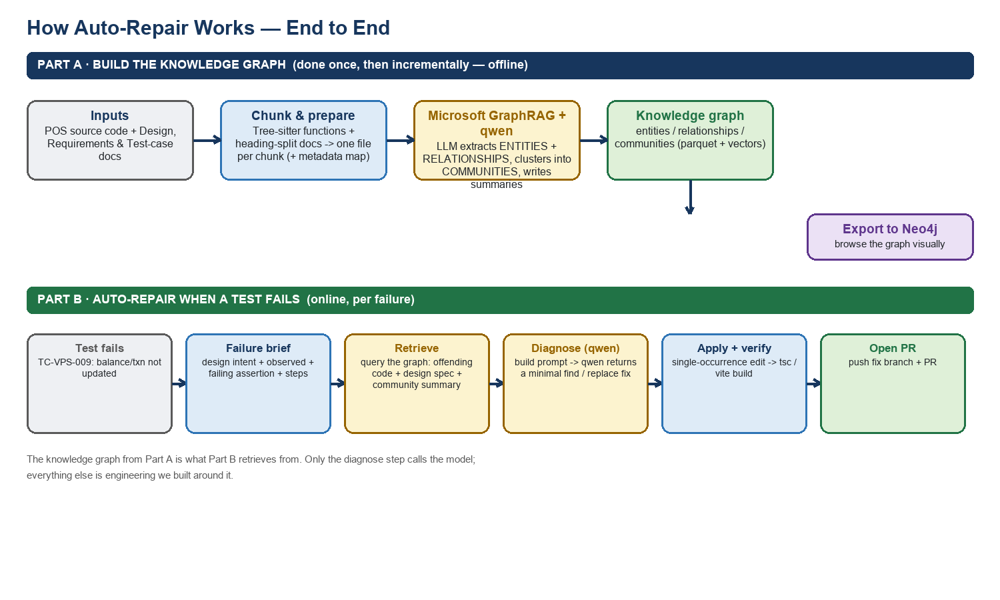 How Auto-Repair Works — End to End
PART A · BUILD THE KNOWLEDGE GRAPH (done once, then incrementally — offline)
Inputs
POS source code + Design,
Requirements & Test-case
docs
Chunk & prepare
Tree-sitter functions +
heading-split docs -> one file
per chunk (+ metadata map)
Microsoft GraphRAG +
qwen
LLM extracts ENTITIES +
RELATIONSHIPS, clusters into
COMMUNITIES, writes
summaries
Knowledge graph
entities / relationships /
communities (parquet + vectors)
Export to Neo4j
browse the graph visually
PART B · AUTO-REPAIR WHEN A TEST FAILS (online, per failure)
Test fails
TC-VPS-009: balance/txn not
updated
Failure brief
design intent + observed +
failing assertion + steps
Retrieve
query the graph: offending
code + design spec +
community summary
Diagnose (qwen)
build prompt -> qwen returns
a minimal find / replace fix
Apply + verify
single-occurrence edit -> tsc /
vite build
Open PR
push fix branch + PR
The knowledge graph from Part A is what Part B retrieves from. Only the diagnose step calls the model;
everything else is engineering we built around it.